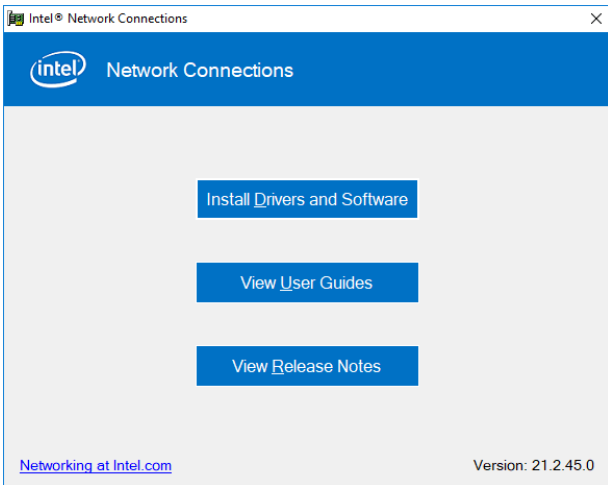 Intel® Network Connections
intel Network Connections
Install Drivers and Software
View User Guides
View Release Notes
Networking at Intel.com Version: 21.2.45.0